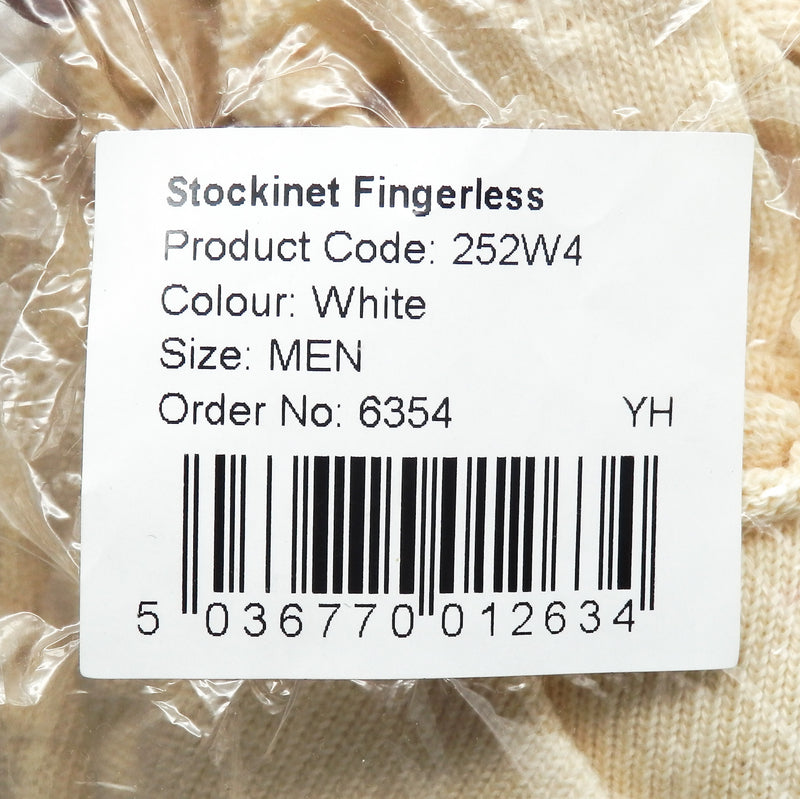 Stockinet Fingerless
Product Code: 252W4
Colour: White
Size: MEN
Order No: 6354 YH
5 036770 012634